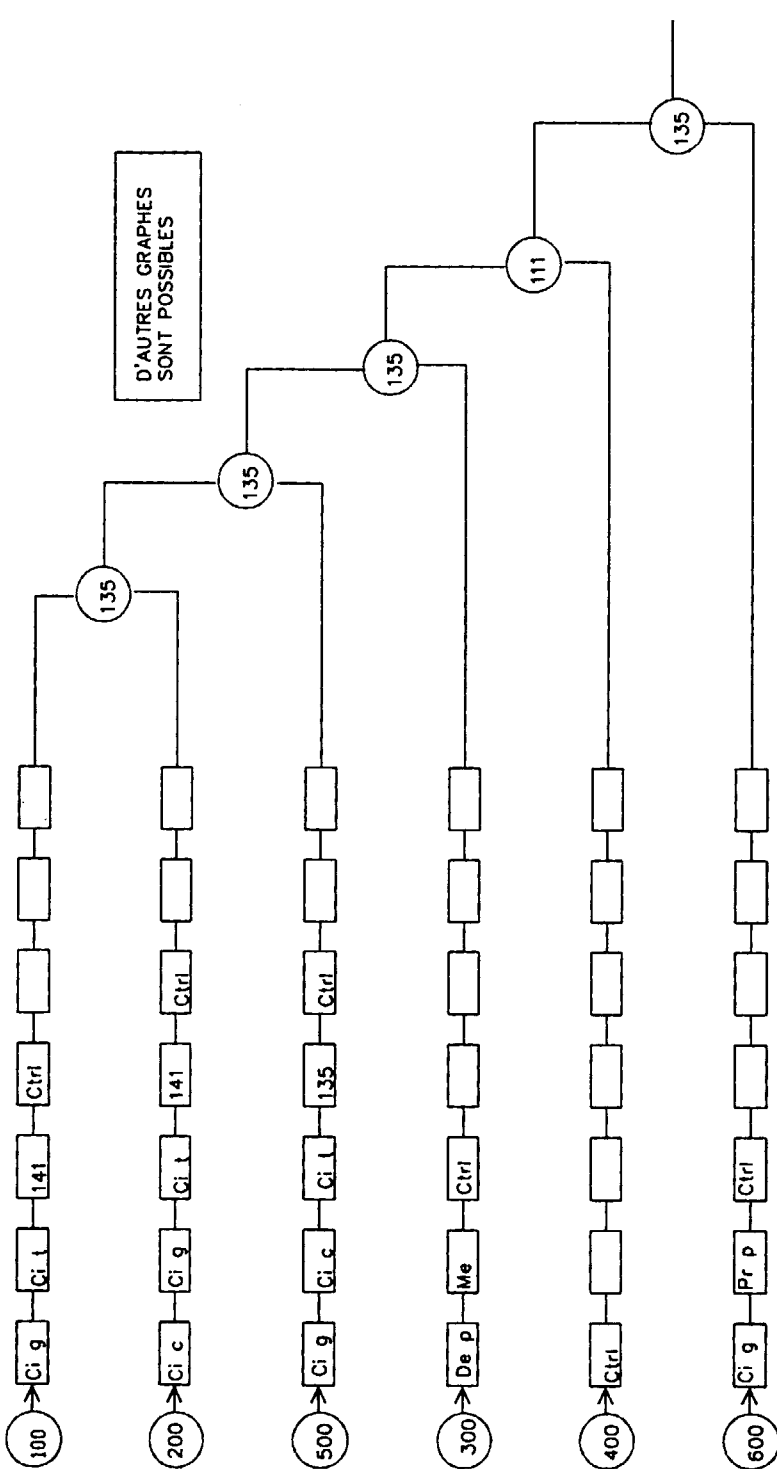 100 Ci g Ci t 141 Ctrl
135
D'AUTRES GRAPHES
SONT POSSIBLES
200 Ci c Ci g Ci t 141 Ctrl
135
500 Ci g Ci c Ci t 135 Ctrl
135
300 De p Me Ctrl
111
400 Ctrl
135
600 Ci g Pr p Ctrl